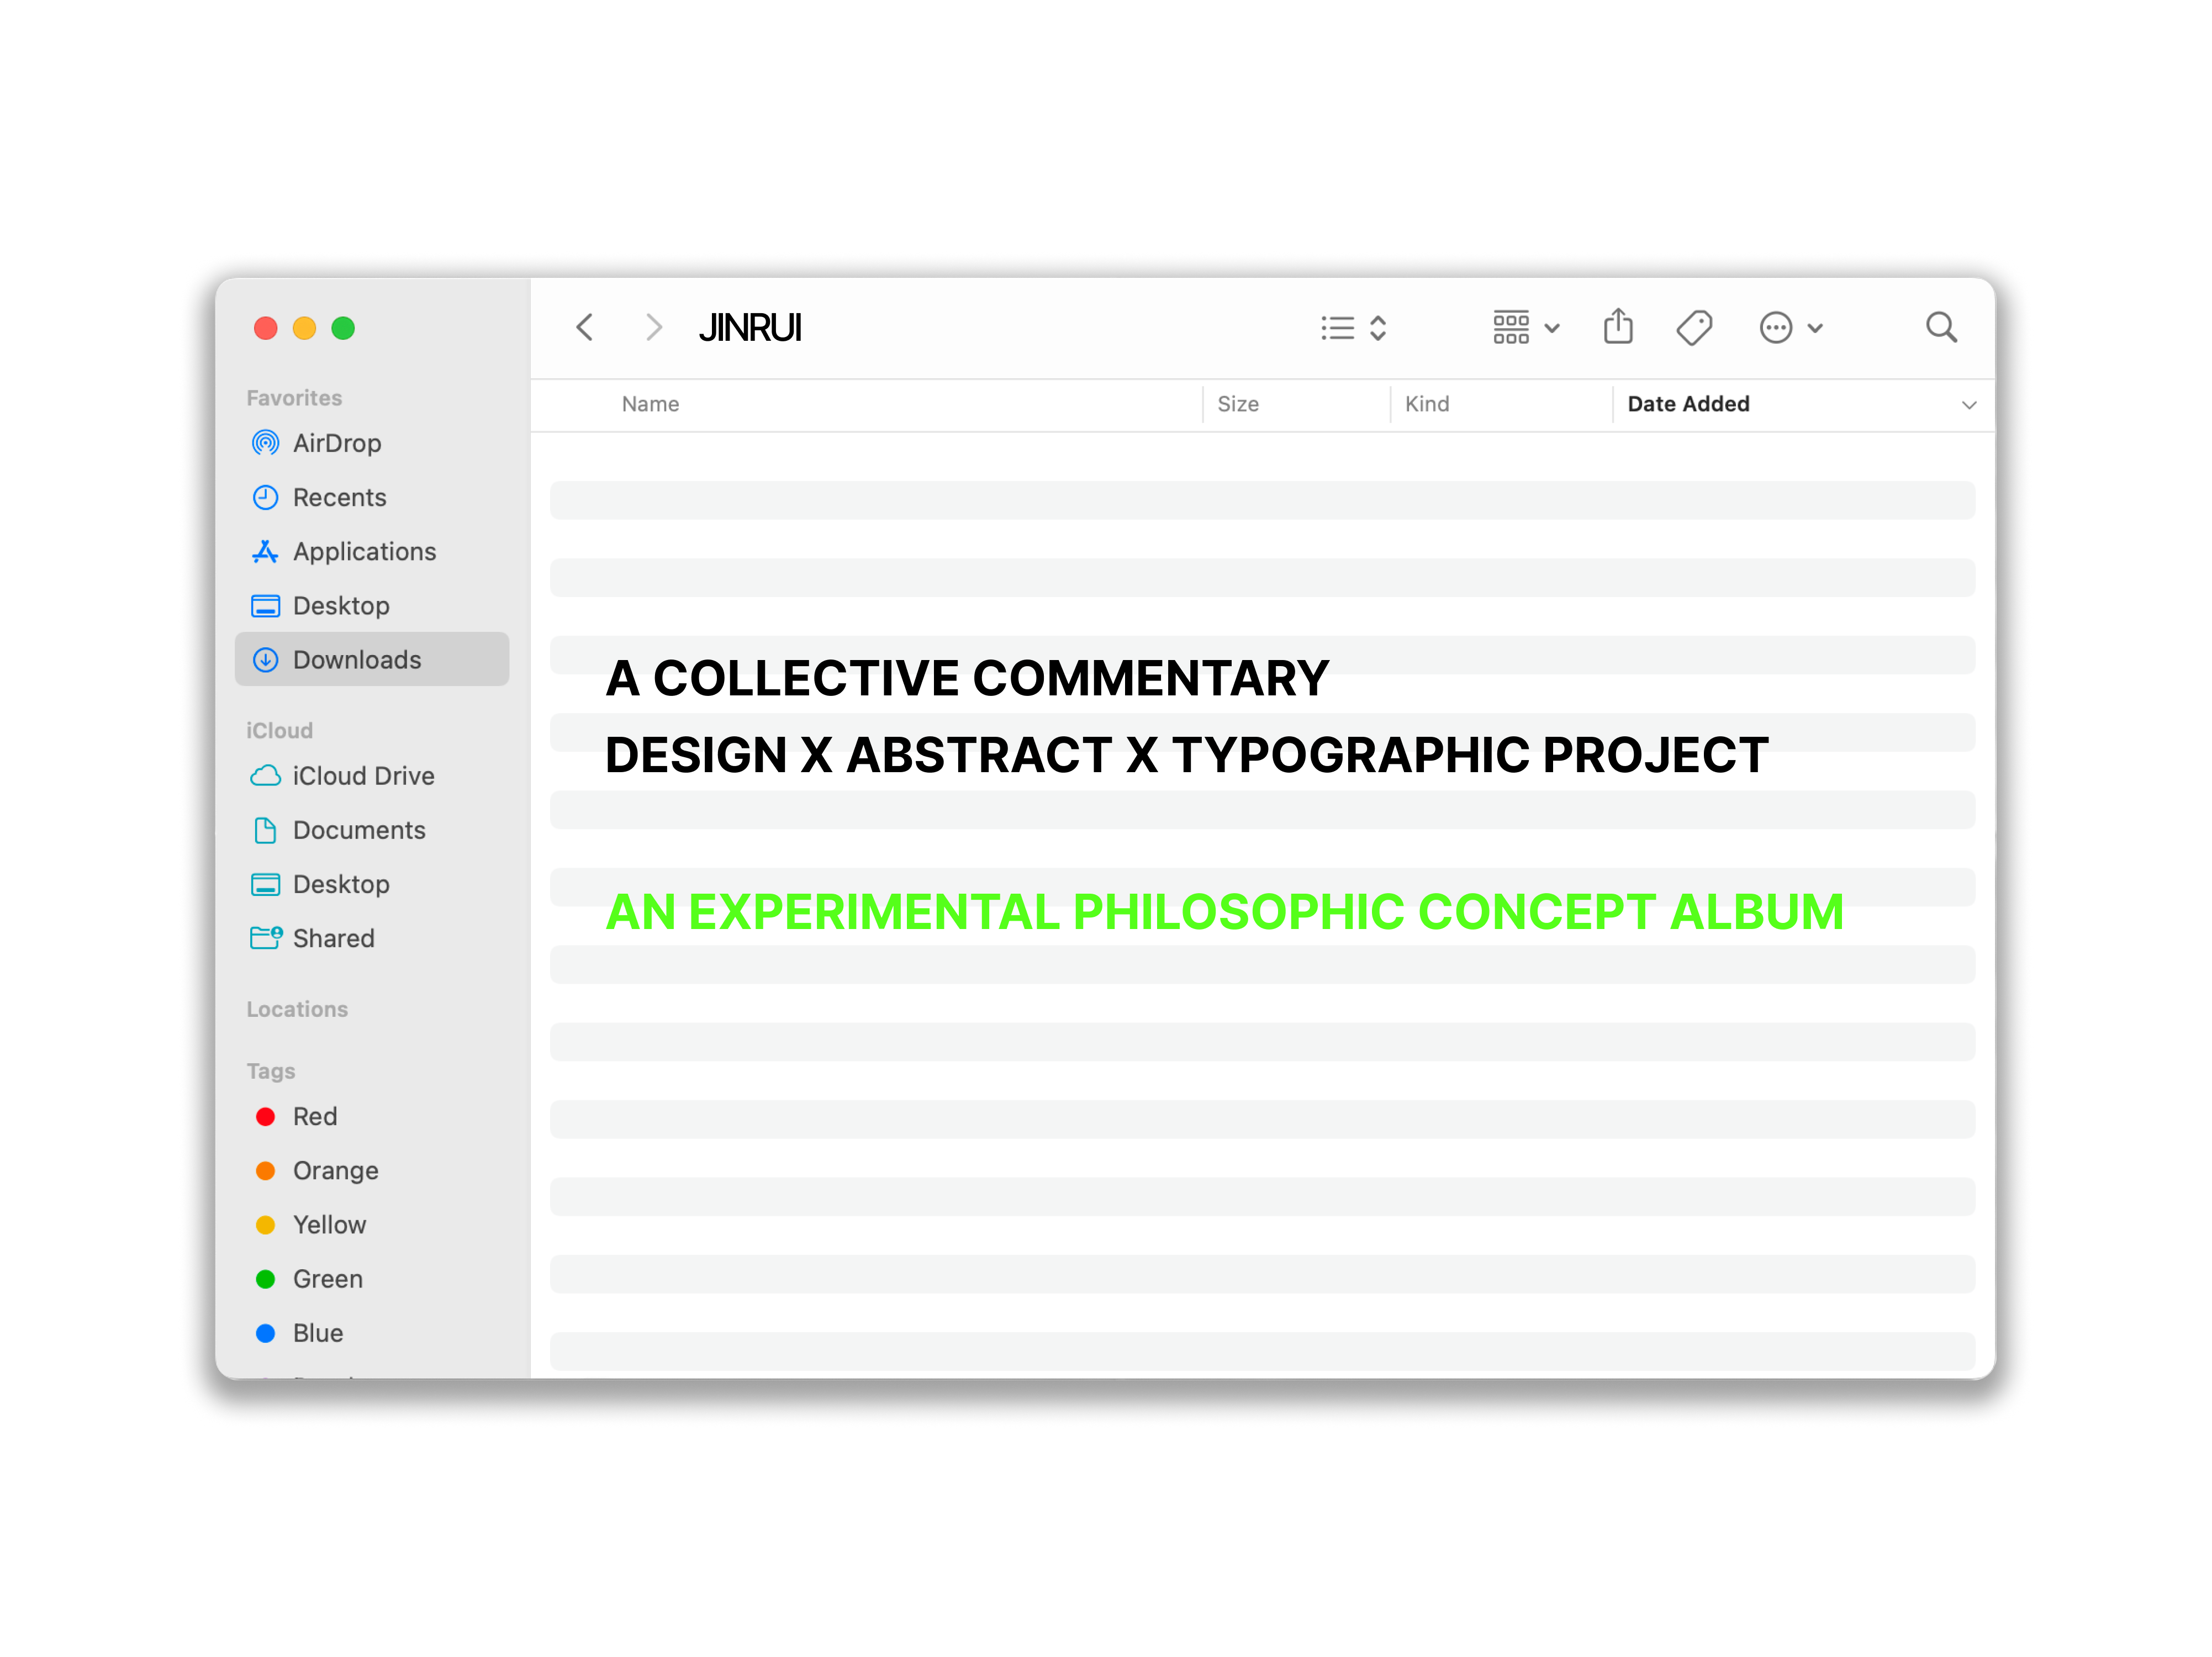 JINRUI
Name Size Kind Date Added
Favorites
AirDrop
Recents
Applications
Desktop
Downloads
iCloud
iCloud Drive
Documents
Desktop
Shared
Locations
Tags
Red
Orange
Yellow
Green
Blue
A COLLECTIVE COMMENTARY
DESIGN X ABSTRACT X TYPOGRAPHIC PROJECT
AN EXPERIMENTAL PHILOSOPHIC CONCEPT ALBUM